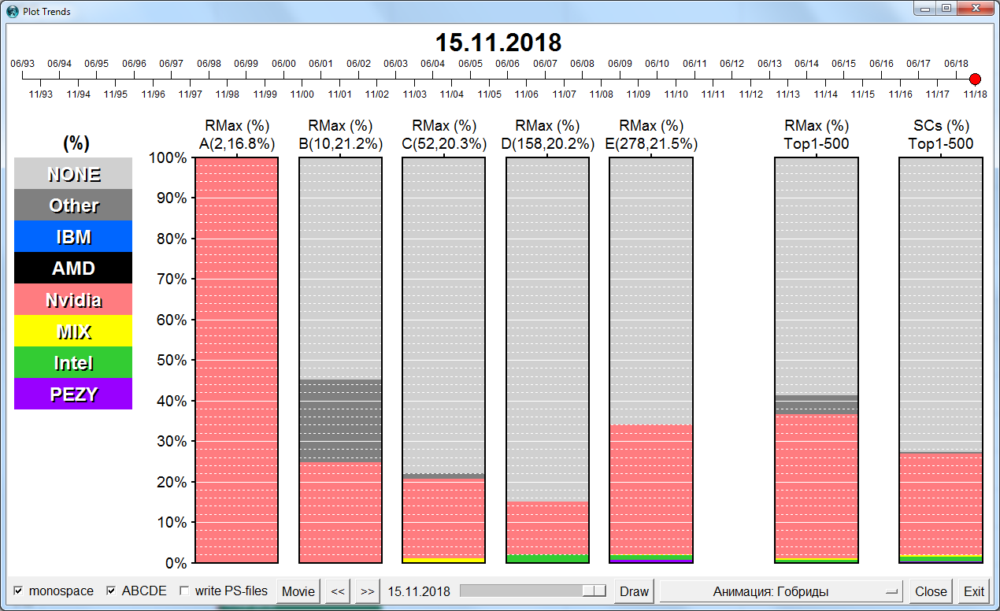 Plot Trends
15.11.2018
06/93 06/94 06/95 06/96 06/97 06/98 06/99 06/00 06/01 06/02 06/03 06/04 06/05 06/06 06/07 06/08 06/09 06/10 06/11 06/12 06/13 06/14 06/15 06/16 06/17 06/18
11/93 11/94 11/95 11/96 11/97 11/98 11/99 11/00 11/01 11/02 11/03 11/04 11/05 11/06 11/07 11/08 11/09 11/10 11/11 11/12 11/13 11/14 11/15 11/16 11/17 11/18
RMax (%) RMax (%) RMax (%) RMax (%) RMax (%) RMax (%) SCs (%)
(%) A(2,16.8%) B(10,21.2%) C(52,20.3%) D(158,20.2%) E(278,21.5%) Top1-500 Top1-500
NONE
Other
IBM
AMD
Nvidia
MIX
Intel
PEZY
100%
90%
80%
70%
60%
50%
40%
30%
20%
10%
0%
monospace ABCDE write PS-files Movie << >> 15.11.2018 Draw Анимация: Гобриды Close Exit